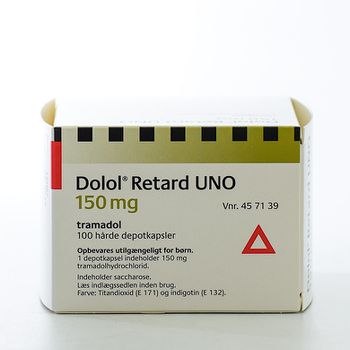 Dolol® Retard UNO
150 mg
Vnr. 45 71 39
tramadol
100 hårde depotkapsler
Opbevares utilgængeligt for børn.
1 depotkapsel indeholder 150 mg
tramadolhydrochlorid.
Indeholder saccharose.
Læs indlægssedlen inden brug.
Farve: Titandioxid (E 171) og indigotin (E 132).